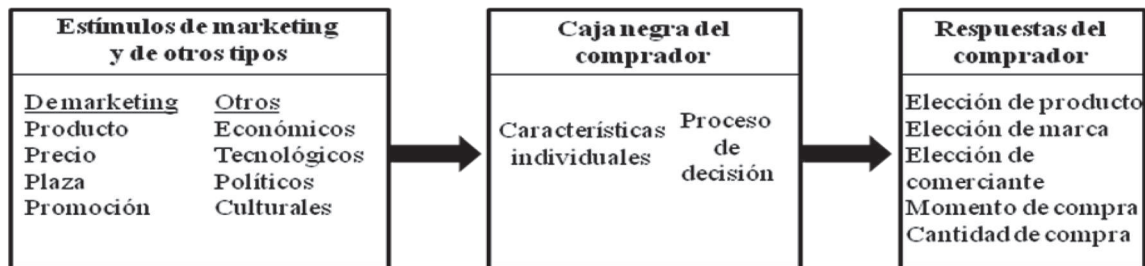 Estímulos de marketing
y de otros tipos
De marketing
Producto
Precio
Plaza
Promoción
Otros
Económicos
Tecnológicos
Políticos
Culturales
Caja negra del
comprador
Características
individuales
Proceso
de
decisión
Respuestas del
comprador
Elección de producto
Elección de marca
Elección de
comerciante
Momento de compra
Cantidad de compra